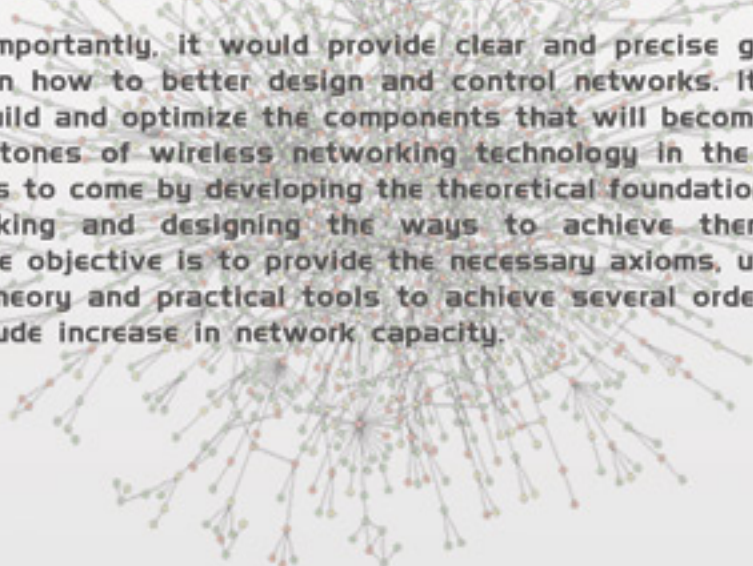 mportantly, it would provide clear and precise g
n how to better design and control networks. I
uild and optimize the components that will becom
tones of wireless networking technology in the
s to come by developing the theoretical foundatio
king and designing the ways to achieve ther
e objective is to provide the necessary axioms, u
heory and practical tools to achieve several orde
ude increase in network capacity.